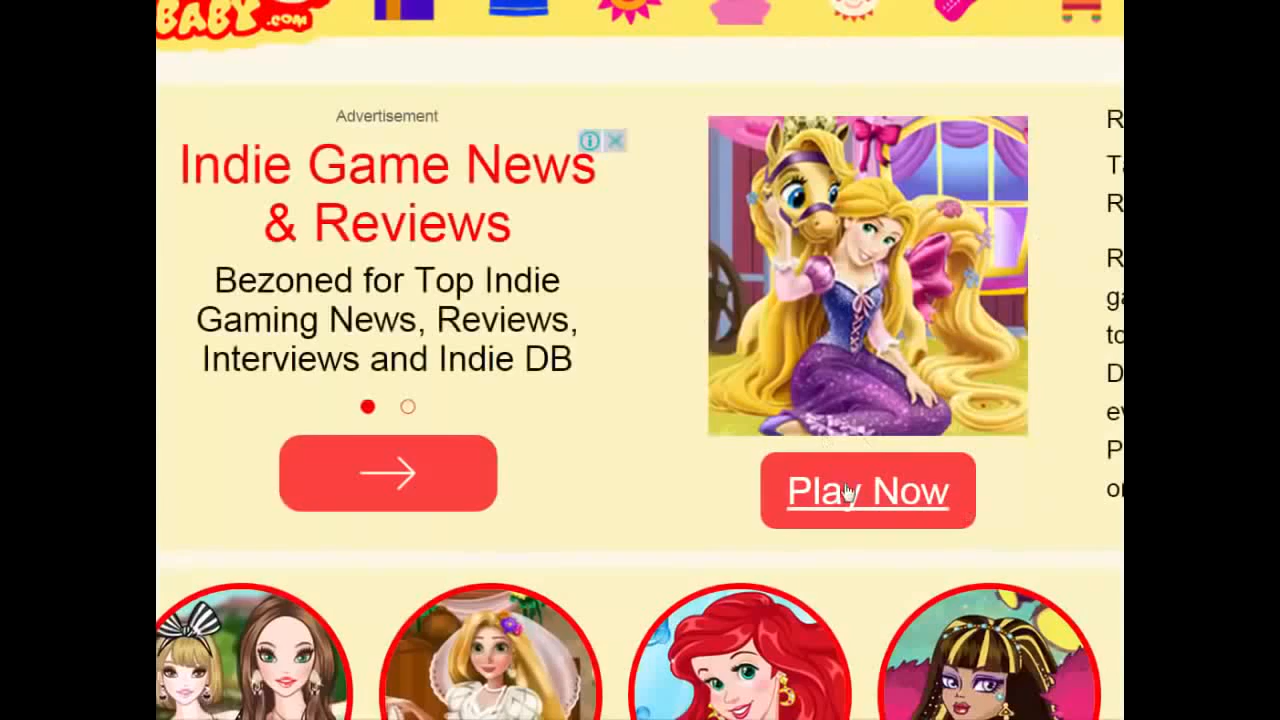 BABY.COM
Advertisement
Indie Game News
& Reviews
Bezoned for Top Indie
Gaming News, Reviews,
Interviews and Indie DB
Play Now
R
R
R
D
P